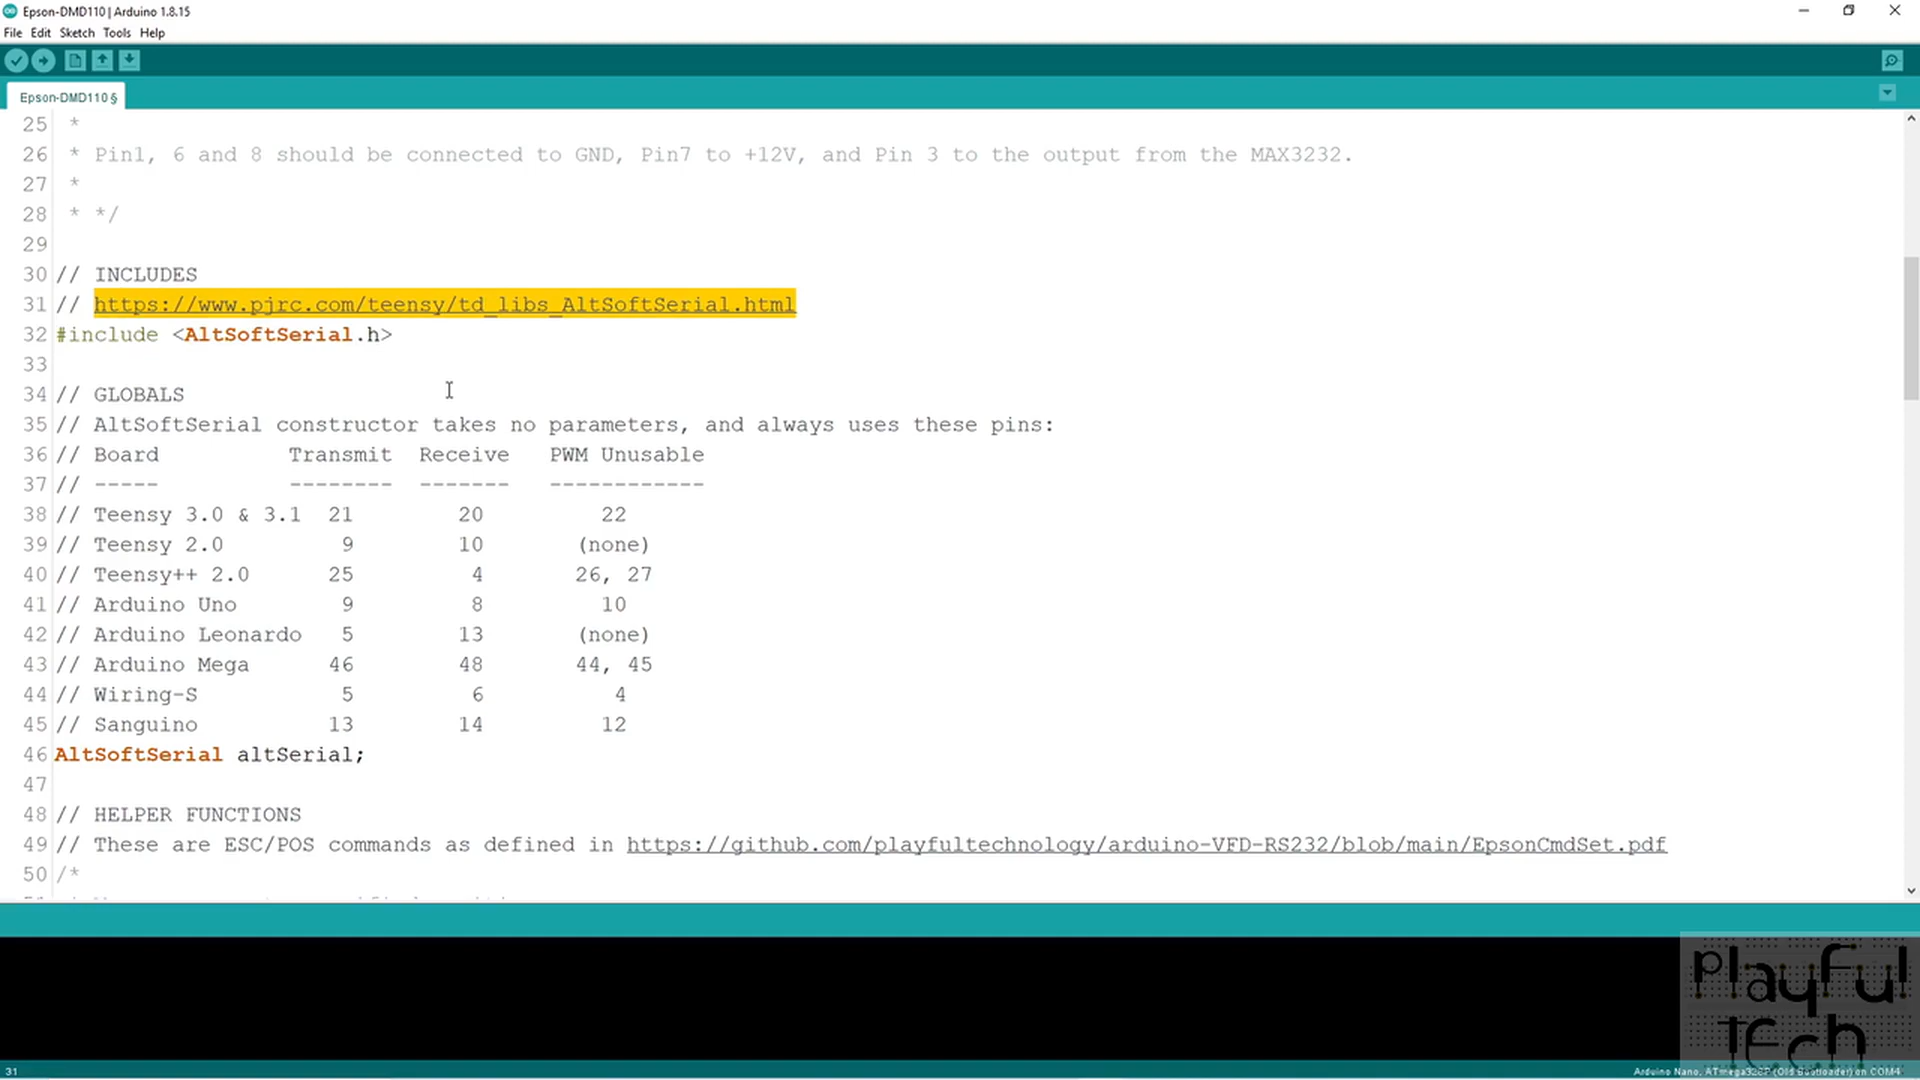 Epson-DMD110 | Arduino 1.8.15
File Edit Sketch Tools Help
Epson-DMD110 §
25 *
26 * Pin1, 6 and 8 should be connected to GND, Pin7 to +12V, and Pin 3 to the output from the MAX3232.
27 *
28 * */
29
30 // INCLUDES
31 // https://www.pjrc.com/teensy/td_libs_AltSoftSerial.html
32 #include <AltSoftSerial.h>
33
34 // GLOBALS
35 // AltSoftSerial constructor takes no parameters, and always uses these pins:
36 // Board Transmit Receive PWM Unusable
37 // ----- -------- ------- ------------
38 // Teensy 3.0 & 3.1 21 20 22
39 // Teensy 2.0 9 10 (none)
40 // Teensy++ 2.0 25 4 26, 27
41 // Arduino Uno 9 8 10
42 // Arduino Leonardo 5 13 (none)
43 // Arduino Mega 46 48 44, 45
44 // Wiring-S 5 6 4
45 // Sanguino 13 14 12
46 AltSoftSerial altSerial;
47
48 // HELPER FUNCTIONS
49 // These are ESC/POS commands as defined in https://github.com/playfultechnology/arduino-VFD-RS232/blob/main/EpsonCmdSet.pdf
50 /*
playful
tech
31
Arduino Nano, ATmega328P (Old Bootloader) on COM4